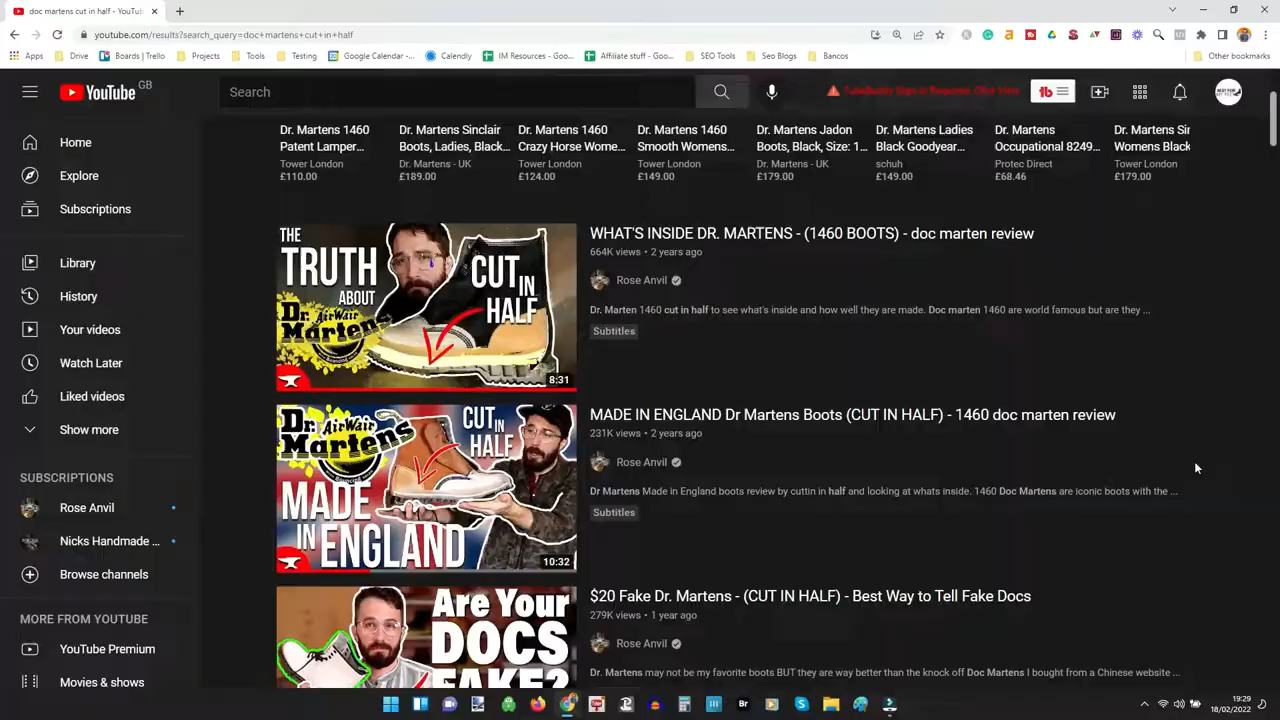 doc martens cut in half - YouTu
youtube.com/results?search_query=doc+martens+cut+in+half
Apps
Drive
Boards | Trello
Projects
Tools
Testing
Google Calendar -...
Calendly
IM Resources - Goo...
Affiliate stuff - Goo...
SEO Tools
Seo Blogs
Bancos
Other bookmarks
YouTube GB
Search
TubeBuddy Sign-in Required. Click Here
tb
Dr. Martens 1460
Patent Lamper...
Tower London
£110.00
Dr. Martens Sinclair
Boots, Ladies, Black...
Dr. Martens - UK
£189.00
Dr. Martens 1460
Crazy Horse Wome...
Tower London
£124.00
Dr. Martens 1460
Smooth Womens...
Tower London
£149.00
Dr. Martens Jadon
Boots, Black, Size: 1...
Dr. Martens - UK
£179.00
Dr. Martens Ladies
Black Goodyear...
schuh
£149.00
Dr. Martens
Occupational 8249...
Protec Direct
£68.46
Dr. Martens Sin
Womens Black
Tower London
£179.00
Home
Explore
Subscriptions
Library
History
Your videos
Watch Later
Liked videos
Show more
SUBSCRIPTIONS
Rose Anvil
Nicks Handmade ...
Browse channels
MORE FROM YOUTUBE
YouTube Premium
Movies & shows
THE
TRUTH
ABOUT
Dr. AirWair
Martens
CUT IN
HALF
8:31
WHAT'S INSIDE DR. MARTENS - (1460 BOOTS) - doc marten review
664K views • 2 years ago
Rose Anvil
Dr. Marten 1460 cut in half to see what's inside and how well they are made. Doc marten 1460 are world famous but are they ...
Subtitles
Dr. AirWair
Martens
CUT IN
HALF
MADE
IN ENGLAND
10:32
MADE IN ENGLAND Dr Martens Boots (CUT IN HALF) - 1460 doc marten review
231K views • 2 years ago
Rose Anvil
Dr Martens Made in England boots review by cuttin in half and looking at whats inside. 1460 Doc Martens are iconic boots with the ...
Subtitles
Are Your
DOCS
FAKE?
$20 Fake Dr. Martens - (CUT IN HALF) - Best Way to Tell Fake Docs
279K views • 1 year ago
Rose Anvil
Dr. Martens may not be my favorite boots BUT they are way better than the knock off Doc Martens I bought from a Chinese website ...
Br
19:29
18/02/2022